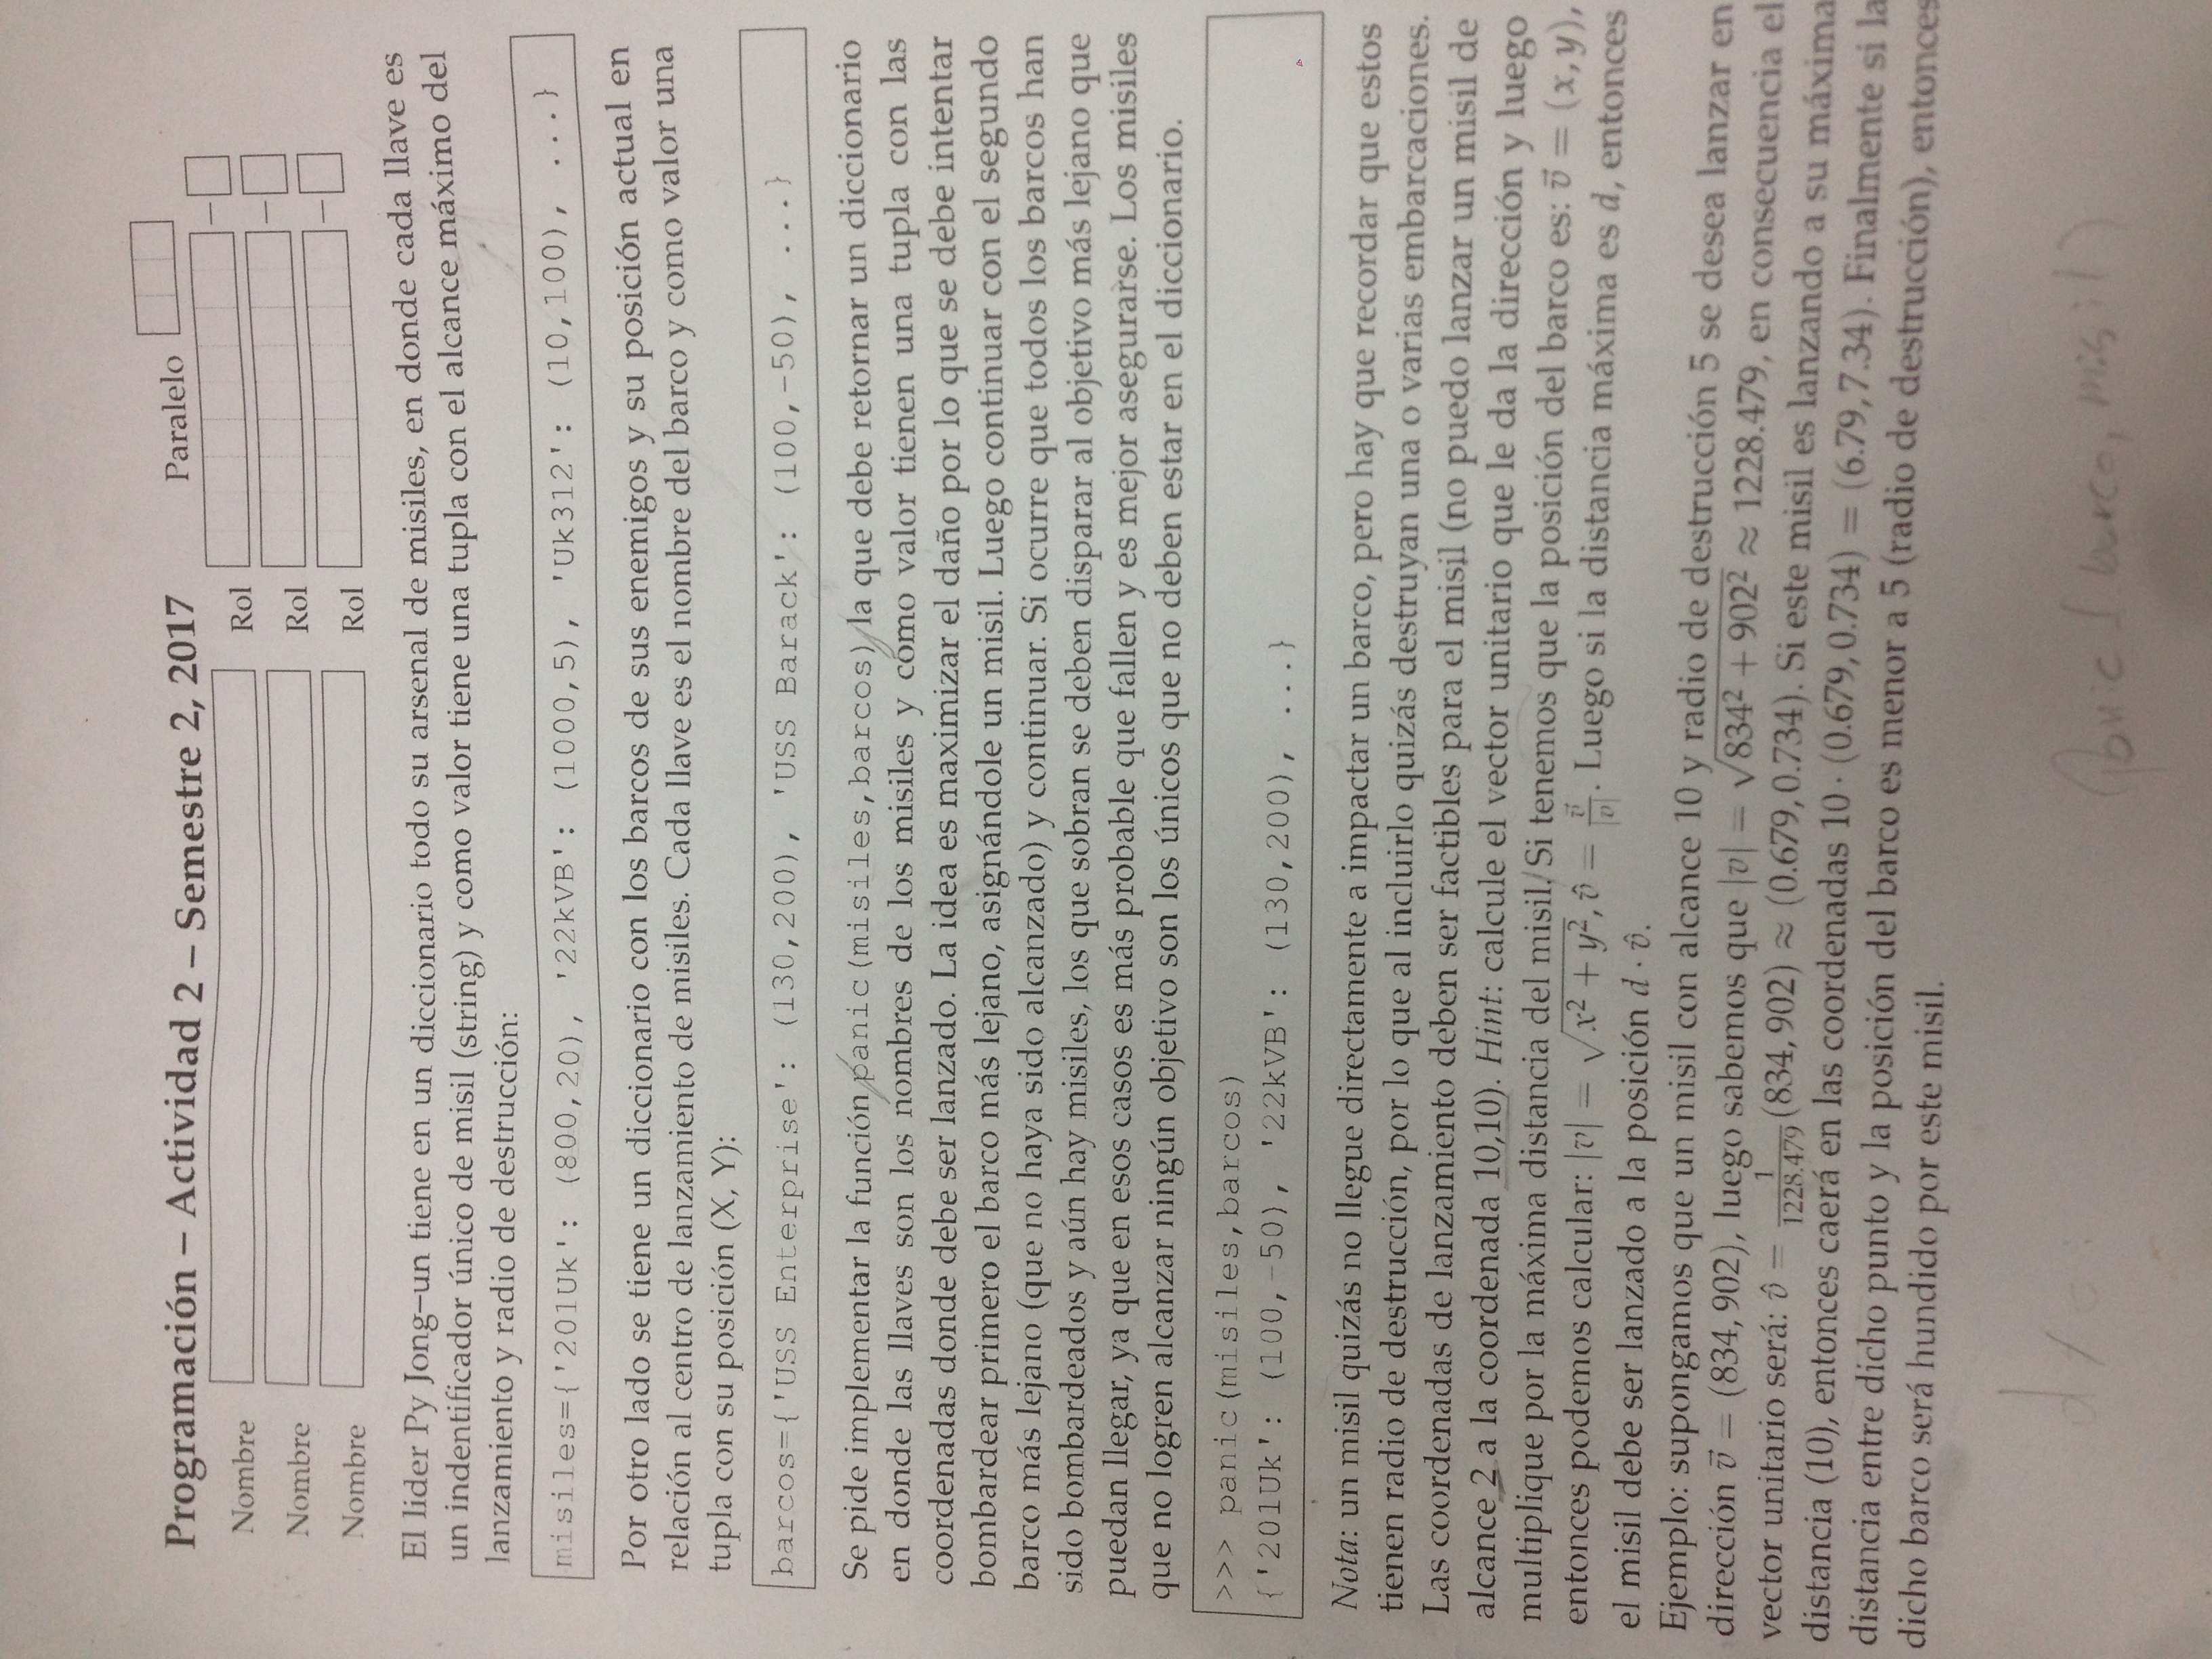 Programación – Actividad 2 – Semestre 2, 2017 Paralelo
Nombre Rol
Nombre Rol
Nombre Rol
El lider Py Jong–un tiene en un diccionario todo su arsenal de misiles, en donde cada llave es
un indentificador único de misil (string) y como valor tiene una tupla con el alcance máximo del
lanzamiento y radio de destrucción:
misiles={'201Uk': (800,20), '22kVB': (1000,5), 'Uk312': (10,100), ...}
Por otro lado se tiene un diccionario con los barcos de sus enemigos y su posición actual en
relación al centro de lanzamiento de misiles. Cada llave es el nombre del barco y como valor una
tupla con su posición (X, Y):
barcos={'USS Enterprise': (130,200), 'USS Barack': (100,-50), ...}
Se pide implementar la función panic(misiles,barcos) la que debe retornar un diccionario
en donde las llaves son los nombres de los misiles y cómo valor tienen una tupla con las
coordenadas donde debe ser lanzado. La idea es maximizar el daño por lo que se debe intentar
bombardear primero el barco más lejano, asignándole un misil. Luego continuar con el segundo
barco más lejano (que no haya sido alcanzado) y continuar. Si ocurre que todos los barcos han
sido bombardeados y aún hay misiles, los que sobran se deben disparar al objetivo más lejano que
puedan llegar, ya que en esos casos es más probable que fallen y es mejor asegurarse. Los misiles
que no logren alcanzar ningún objetivo son los únicos que no deben estar en el diccionario.
>>> panic(misiles,barcos)
{'201Uk': (100,-50), '22kVB': (130,200), ...}
Nota: un misil quizás no llegue directamente a impactar un barco, pero hay que recordar que estos
tienen radio de destrucción, por lo que al incluirlo quizás destruyan una o varias embarcaciones.
Las coordenadas de lanzamiento deben ser factibles para el misil (no puedo lanzar un misil de
alcance 2 a la coordenada 10,10). Hint: calcule el vector unitario que le da la dirección y luego
multiplique por la máxima distancia del misil. Si tenemos que la posición del barco es: v⃗ = (x,y),
entonces podemos calcular: |v| = √(x² + y²), v̂ = v⃗/|v|. Luego si la distancia máxima es d, entonces
el misil debe ser lanzado a la posición d · v̂.
Ejemplo: supongamos que un misil con alcance 10 y radio de destrucción 5 se desea lanzar en
dirección v⃗ = (834, 902), luego sabemos que |v| = √(834² + 902²) ≈ 1228.479, en consecuencia el
vector unitario será: v̂ = 1/1228.479 (834, 902) ≈ (0.679, 0.734). Si este misil es lanzando a su máxima
distancia (10), entonces caerá en las coordenadas 10 · (0.679, 0.734) = (6.79, 7.34). Finalmente si la
distancia entre dicho punto y la posición del barco es menor a 5 (radio de destrucción), entonces
dicho barco será hundido por este misil.
panic ( barco, misil)